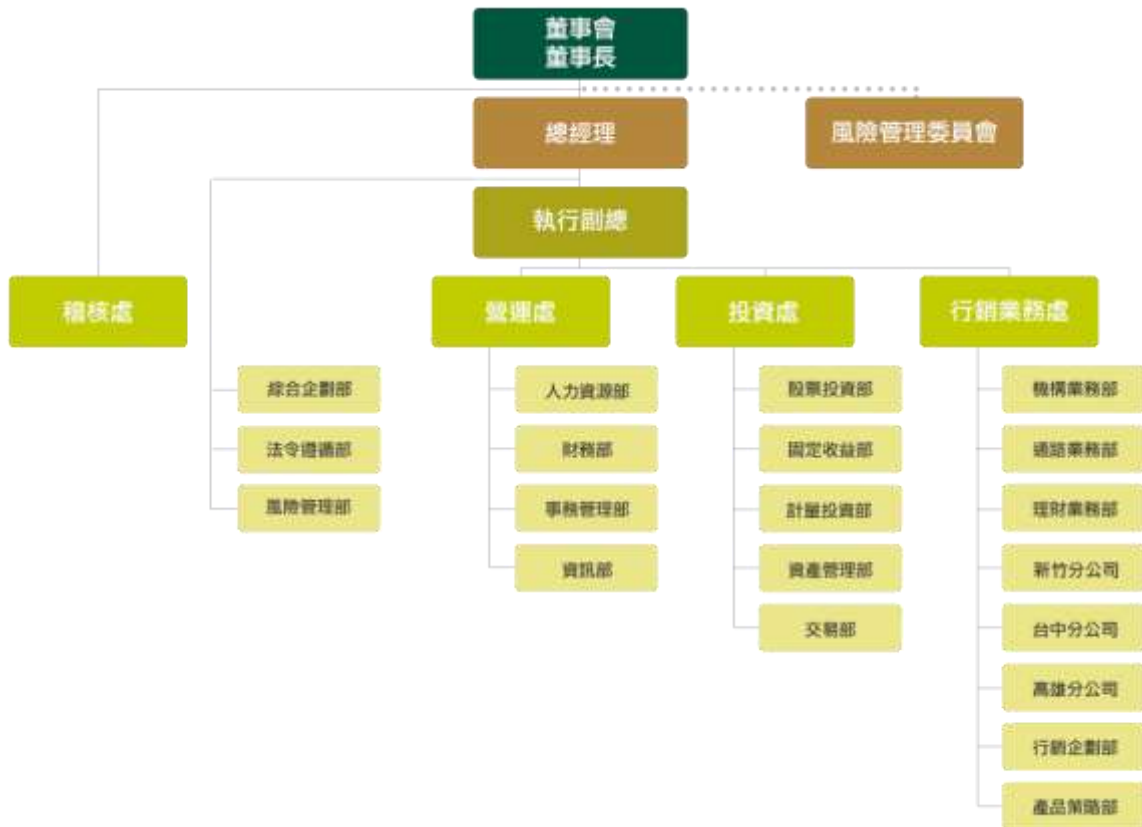 董事會
董事長
總經理
風險管理委員會
執行副總
稽核處
營運處
投資處
行銷業務處
綜合企劃部
人力資源部
股票投資部
機構業務部
法令遵循部
財務部
固定收益部
通路業務部
風險管理部
事務管理部
計量投資部
理財業務部
資訊部
資產管理部
新竹分公司
交易部
台中分公司
高雄分公司
行銷企劃部
產品策略部